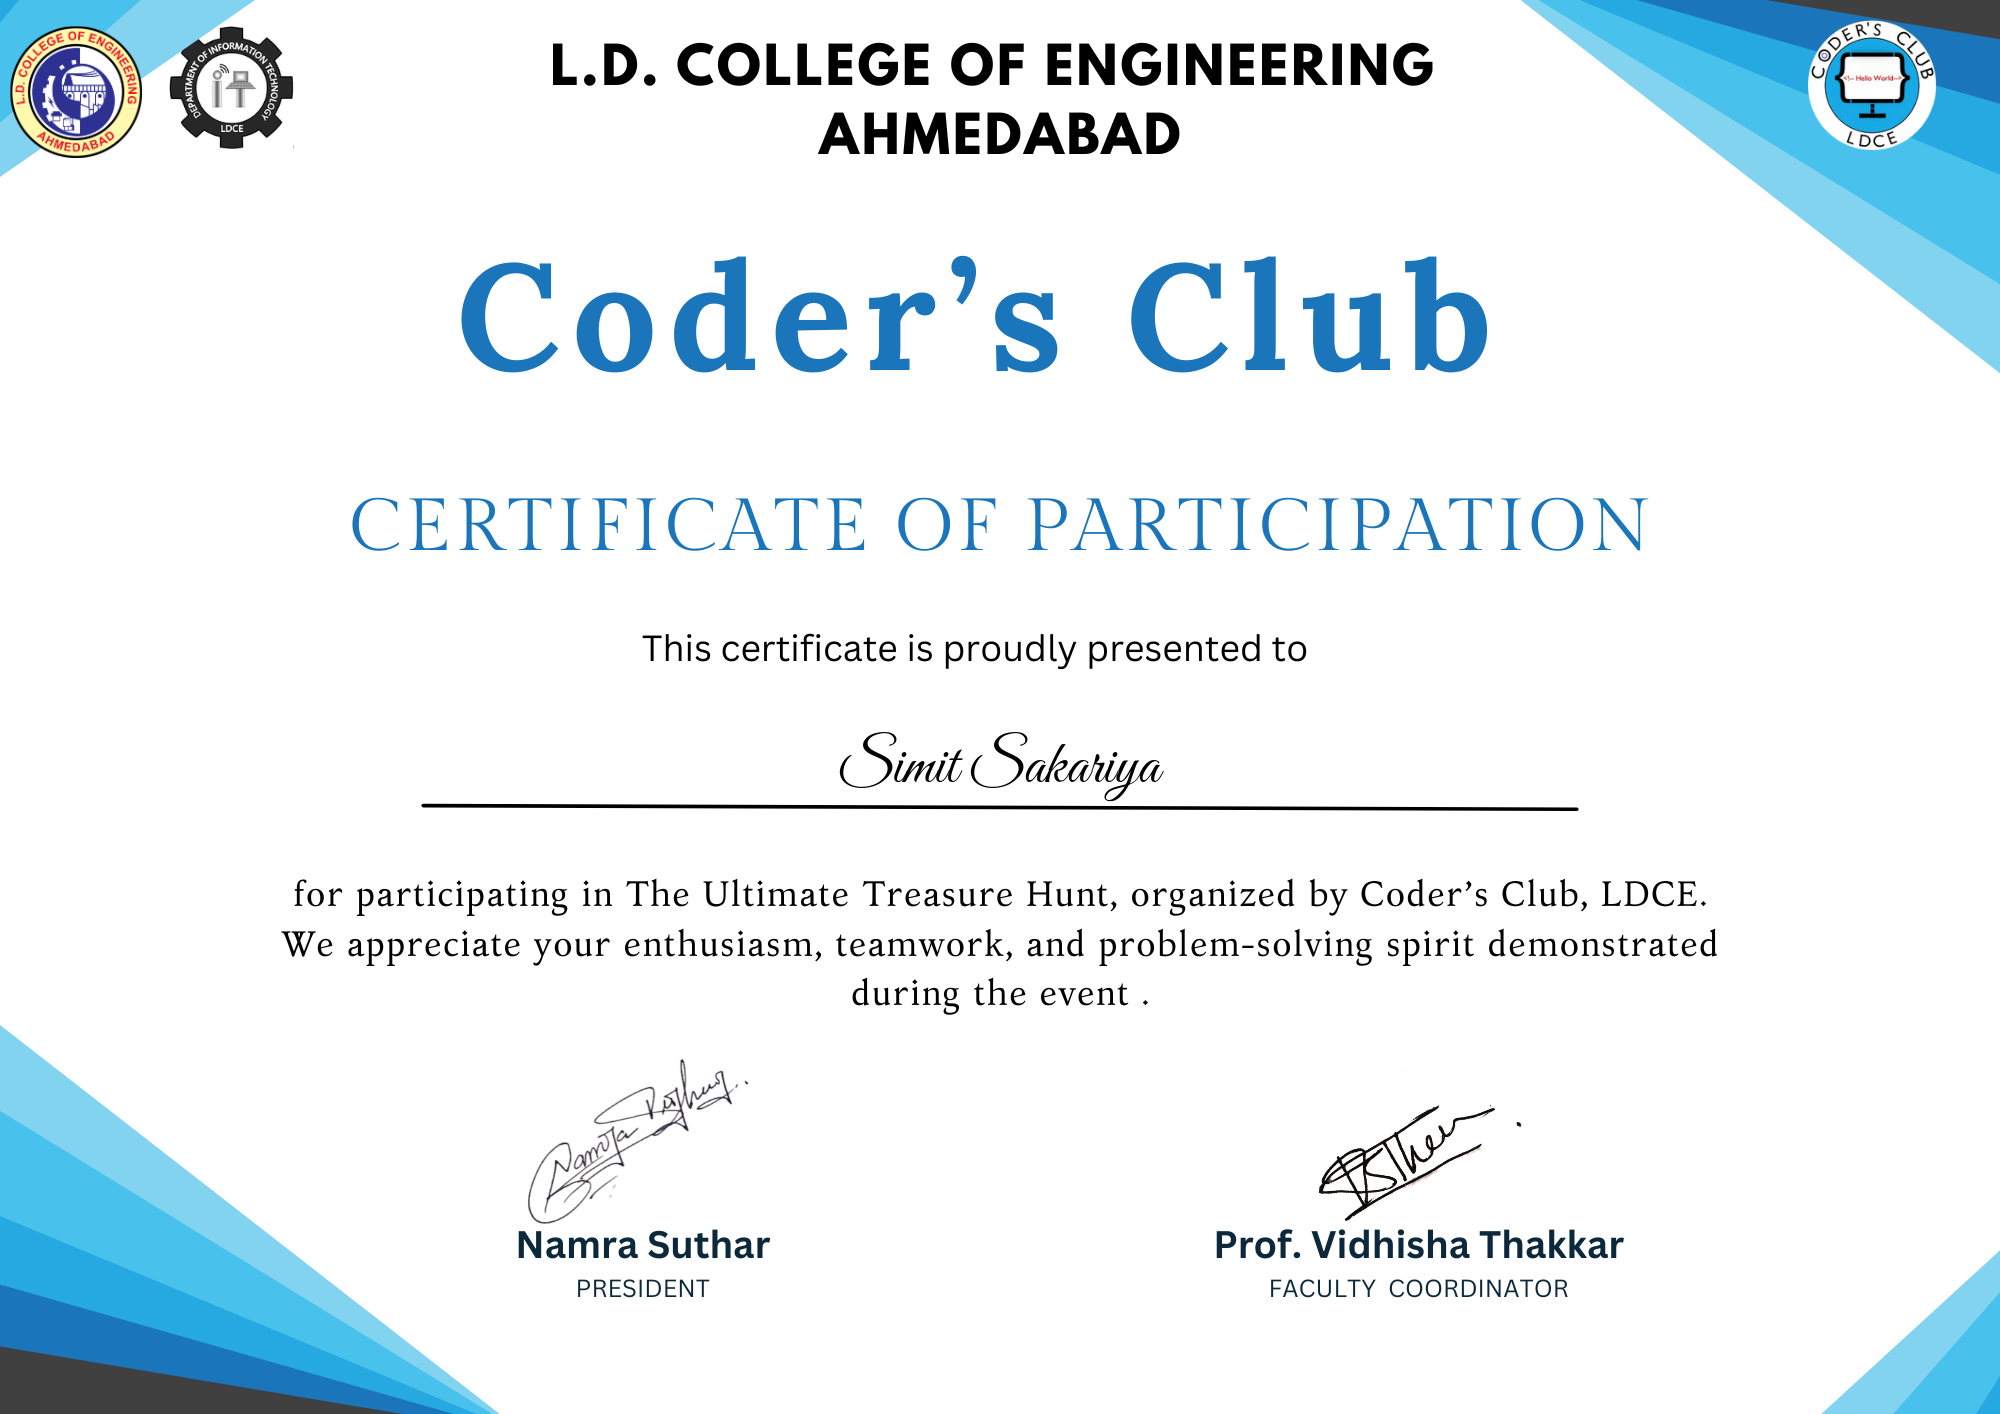 L.D. COLLEGE OF ENGINEERING
AHMEDABAD
L.D. COLLEGE OF ENGINEERING
AHMEDABAD
DEPARTMENT OF INFORMATION TECHNOLOGY
LDCE
CODER'S CLUB
<!-- Hello World-->
LDCE
Coder’s Club
CERTIFICATE OF PARTICIPATION
This certificate is proudly presented to
Simit Sakariya
for participating in The Ultimate Treasure Hunt, organized by Coder’s Club, LDCE.
We appreciate your enthusiasm, teamwork, and problem-solving spirit demonstrated
during the event .
Namra Suthar
PRESIDENT
Prof. Vidhisha Thakkar
FACULTY COORDINATOR